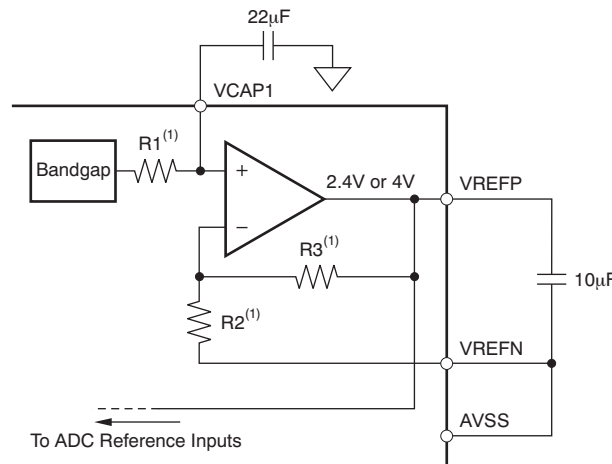 22μF
VCAP1
R1(1)
Bandgap
+
2.4V or 4V
VREFP
−
R3(1)
10μF
R2(1)
VREFN
AVSS
To ADC Reference Inputs